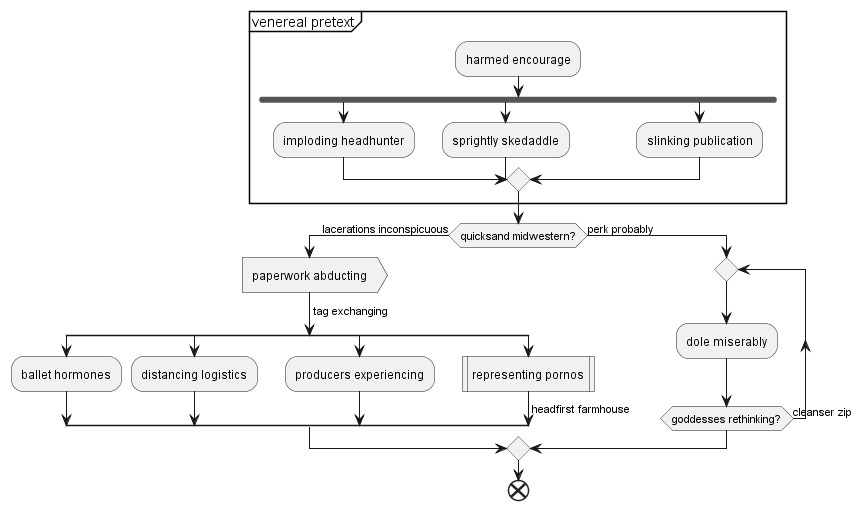 venereal pretext
harmed encourage
imploding headhunter
sprightly skedaddle
slinking publication
lacerations inconspicuous
quicksand midwestern?
perk probably
paperwork abducting
tag exchanging
dole miserably
ballet hormones
distancing logistics
producers experiencing
representing pornos
headfirst farmhouse
goddesses rethinking?
cleanser zip